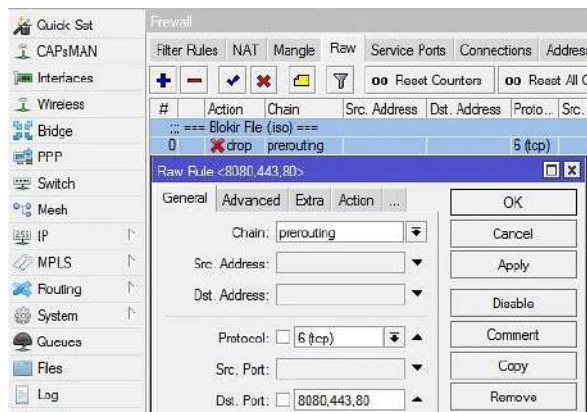 Quick Set
CAPsMAN
Interfaces
Wireless
Bridge
PPP
Switch
Mesh
IP
MPLS
Routing
System
Queues
Files
Log
Firewall
Filter Rules NAT Mangle Raw Service Ports Connections Address
00 Reset Counters 00 Reset All C
# Action Chain Src. Address Dst. Address Proto... Src.
;;; === Blokir FIe (iso) ===
0 drop prerouting 6 (tcp)
Raw Rule <8080,443,80>
General Advanced Extra Action ...
Chain: prerouting
Src. Address:
Dst. Address:
Protocol: 6 (tcp)
Src. Port:
Dst. Port: 8080,443,80
OK
Cancel
Apply
Disable
Comment
Copy
Remove